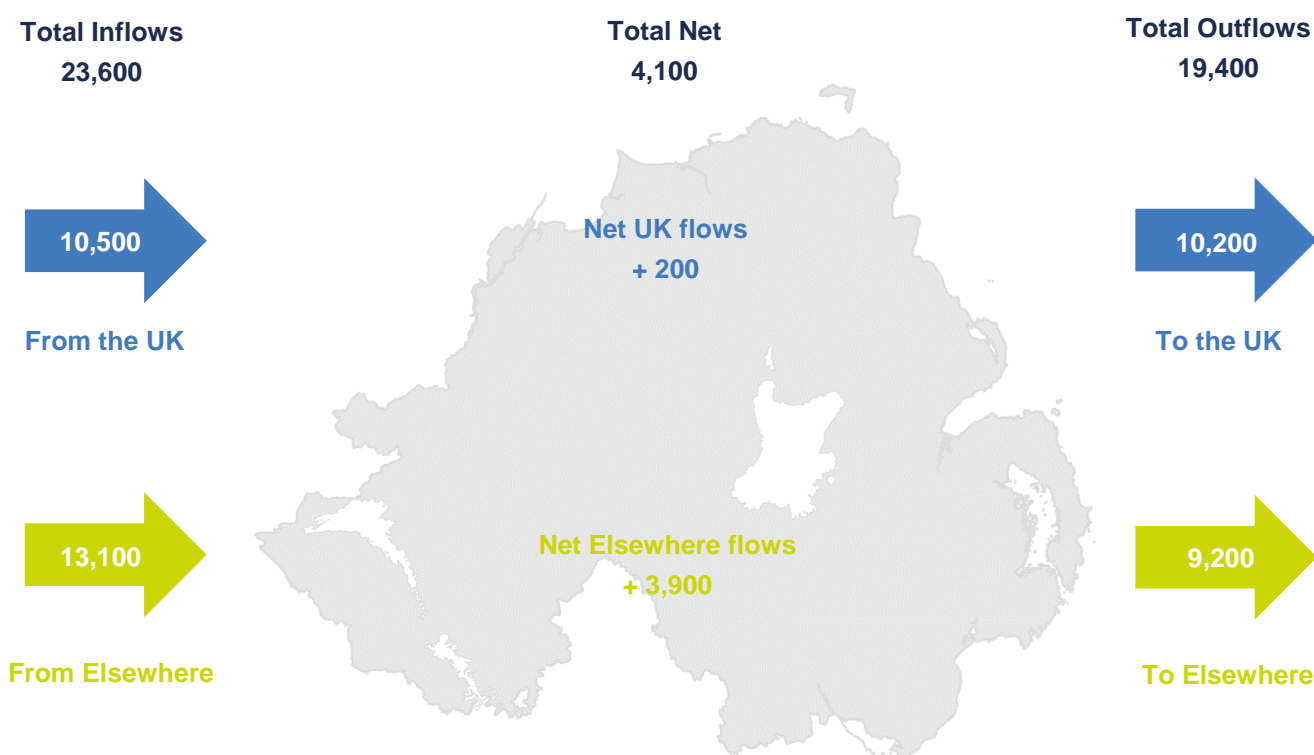 Total Inflows
23,600
Total Net
4,100
Total Outflows
19,400
10,500
From the UK
Net UK flows
+ 200
10,200
To the UK
13,100
From Elsewhere
Net Elsewhere flows
+ 3,900
9,200
To Elsewhere